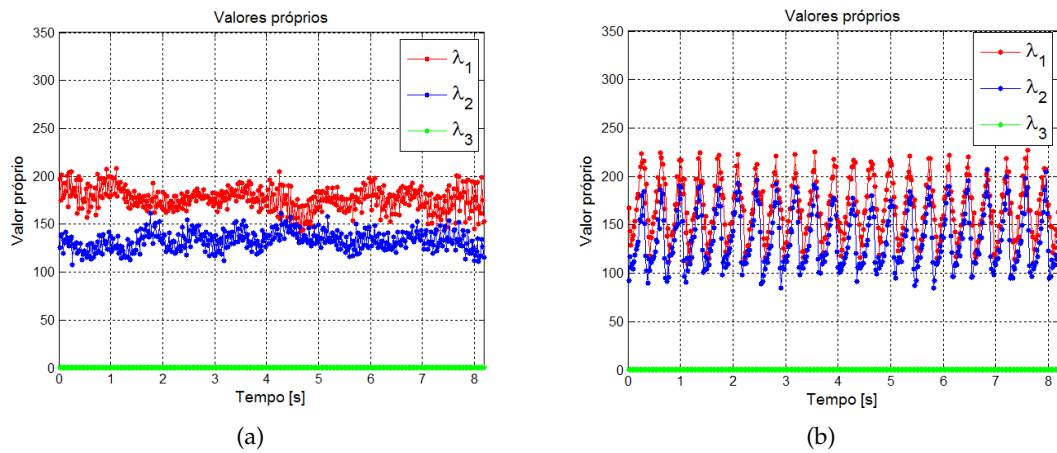 Valores próprios
350
300
250
200
150
100
50
0
Valor próprio
λ1
λ2
λ3
0 1 2 3 4 5 6 7 8
Tempo [s]
(a)
Valores próprios
350
300
250
200
150
100
50
0
Valor próprio
λ1
λ2
λ3
0 1 2 3 4 5 6 7 8
Tempo [s]
(b)